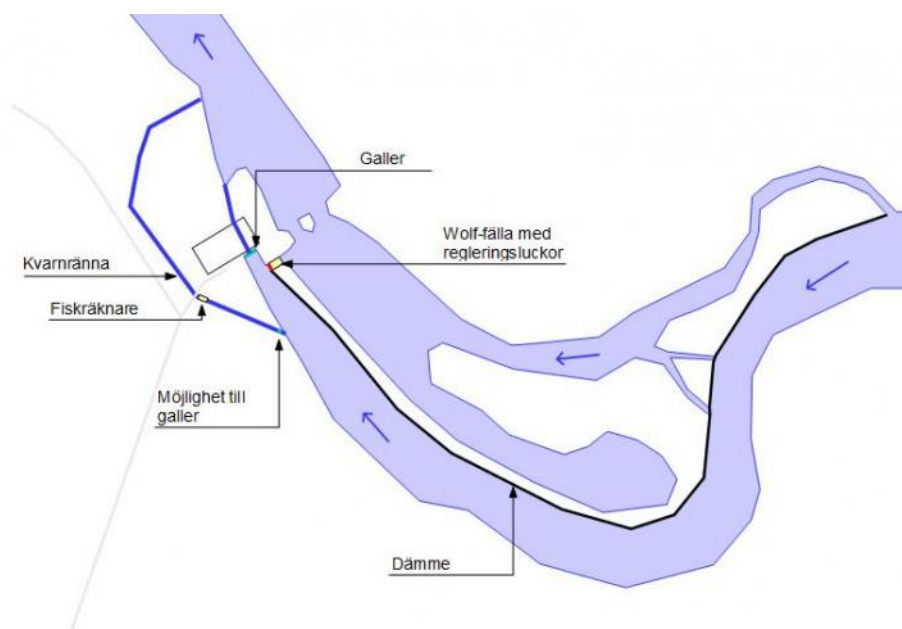 Galler
Wolf-fälla med
regleringsluckor
Kvarnränna
Fiskräknare
Möjlighet till
galler
Dämme